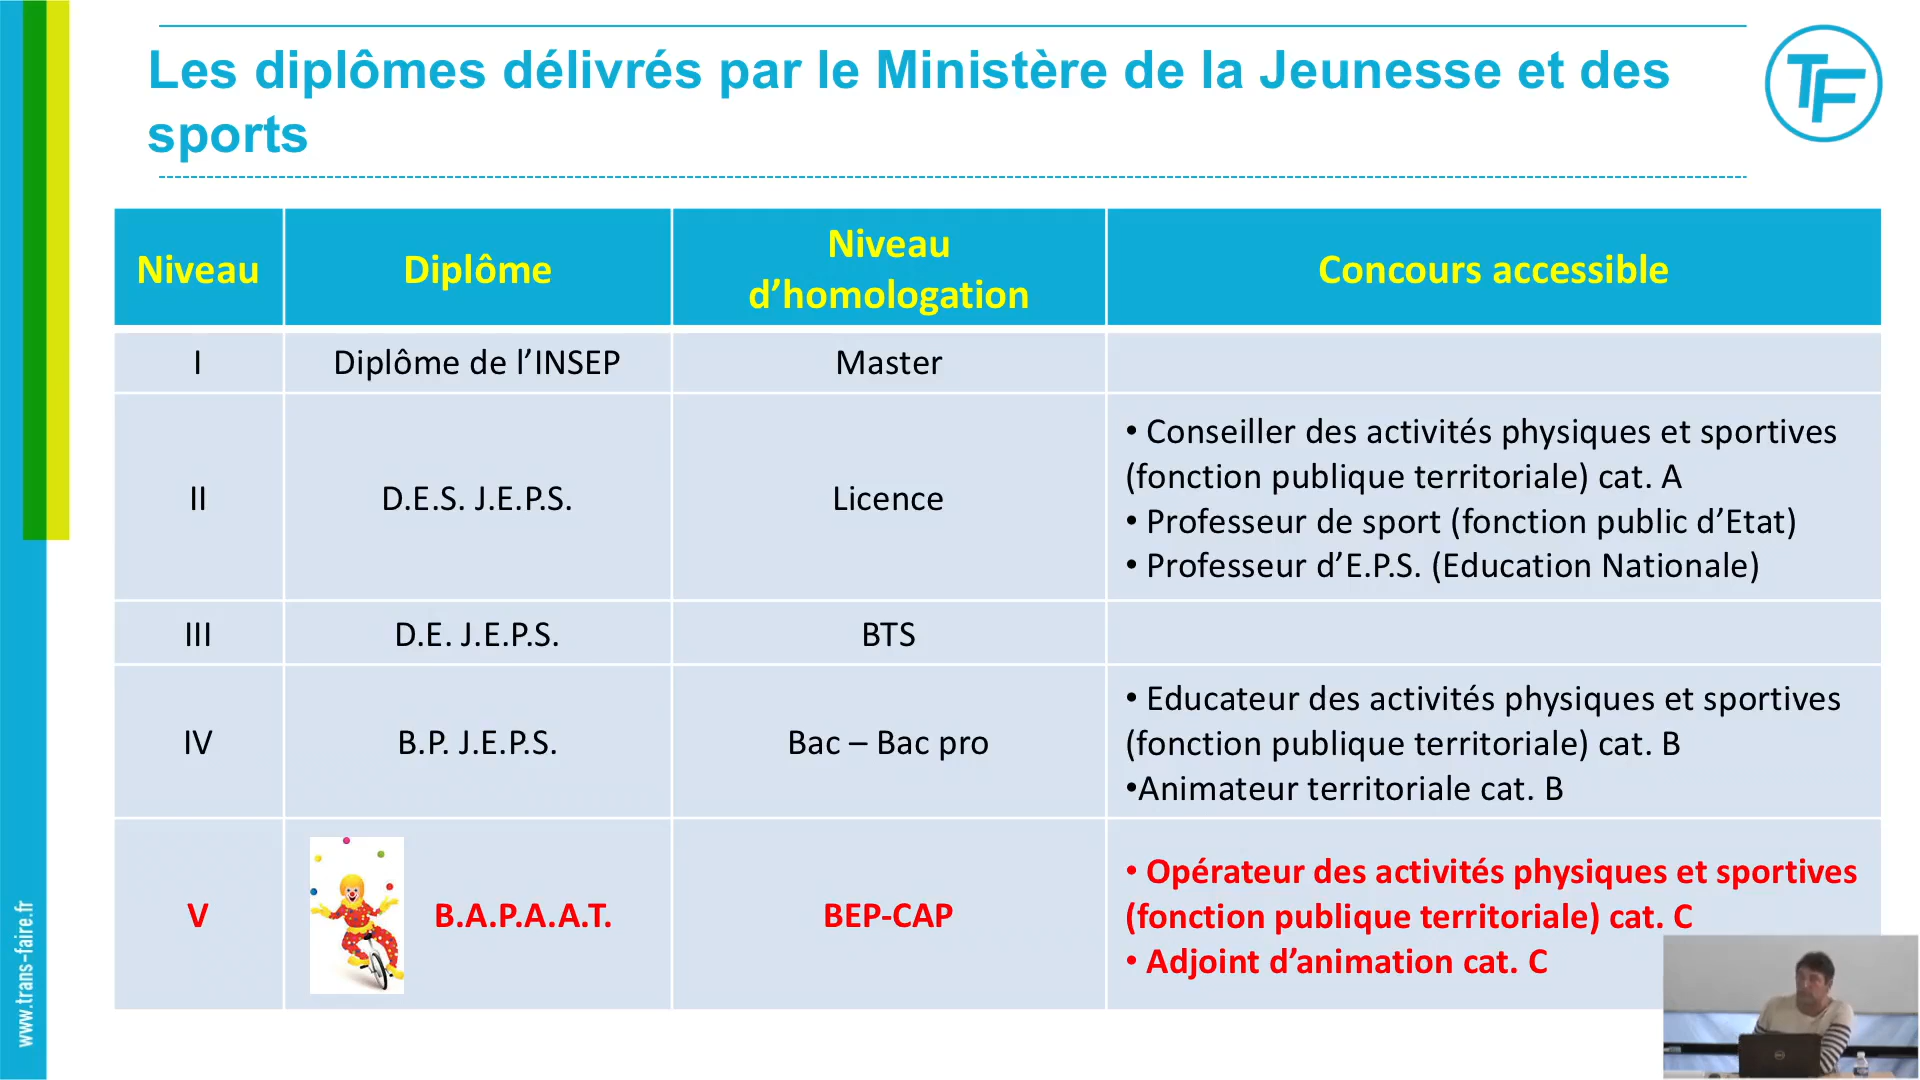 Les diplômes délivrés par le Ministère de la Jeunesse et des
sports
TF
Niveau
Diplôme
Niveau
d’homologation
Concours accessible
I
Diplôme de l’INSEP
Master
II
D.E.S. J.E.P.S.
Licence
• Conseiller des activités physiques et sportives
(fonction publique territoriale) cat. A
• Professeur de sport (fonction public d’Etat)
• Professeur d’E.P.S. (Education Nationale)
III
D.E. J.E.P.S.
BTS
IV
B.P. J.E.P.S.
Bac – Bac pro
• Educateur des activités physiques et sportives
(fonction publique territoriale) cat. B
•Animateur territoriale cat. B
V
B.A.P.A.A.T.
BEP-CAP
• Opérateur des activités physiques et sportives
(fonction publique territoriale) cat. C
• Adjoint d’animation cat. C
www.trans-faire.fr